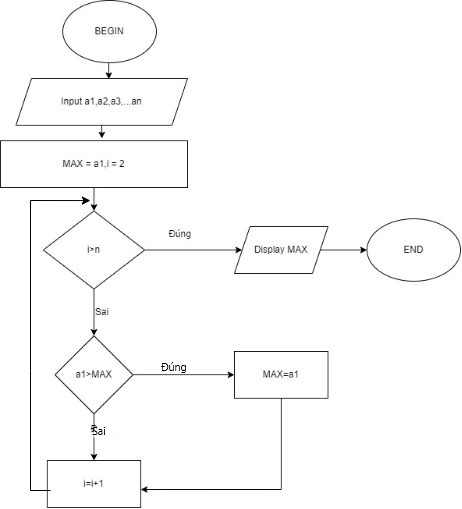 BEGIN
Input a1,a2,a3,...an
MAX = a1,i = 2
i>n
Đúng
Display MAX
END
Sai
a1>MAX
Đúng
MAX=a1
Sai
i=i+1